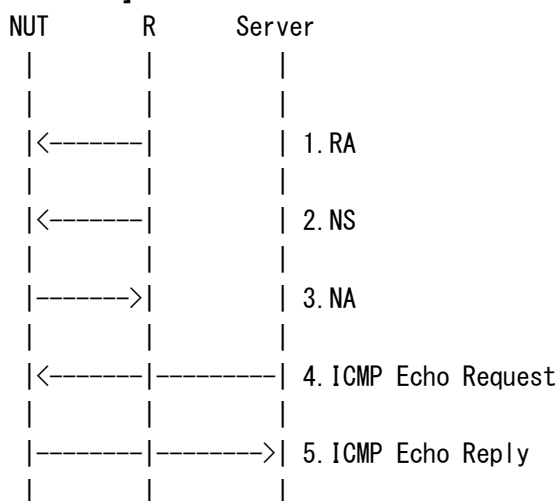 NUT R Server
| | |
| | |
|<-------| | 1.RA
| | |
|<-------| | 2.NS
| | |
|------->| | 3.NA
| | |
|<-------|---------| 4.ICMP Echo Request
| | |
|--------|-------->| 5.ICMP Echo Reply
| | |